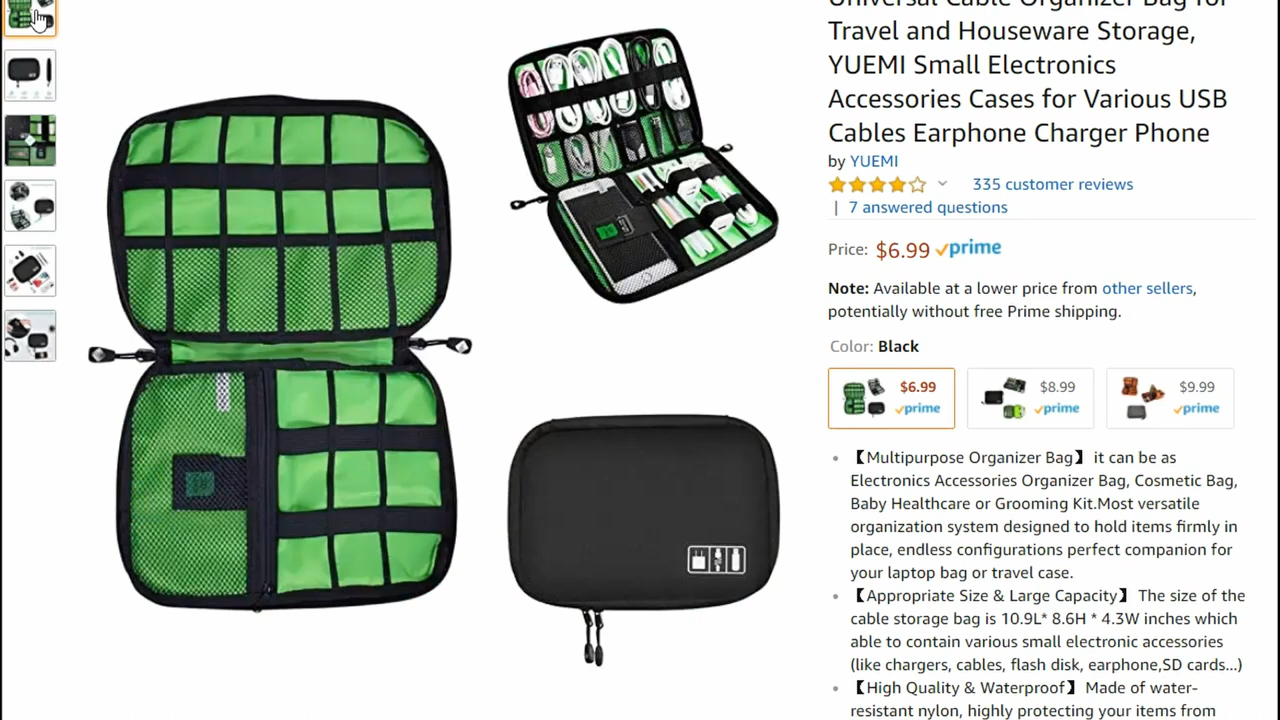 Universal Cable Organizer Bag for
Travel and Houseware Storage,
YUEMI Small Electronics
Accessories Cases for Various USB
Cables Earphone Charger Phone
by YUEMI
335 customer reviews
| 7 answered questions
Price: $6.99 prime
Note: Available at a lower price from other sellers,
potentially without free Prime shipping.
Color: Black
$6.99 $8.99 $9.99
prime prime prime
【Multipurpose Organizer Bag】 it can be as
Electronics Accessories Organizer Bag, Cosmetic Bag,
Baby Healthcare or Grooming Kit.Most versatile
organization system designed to hold items firmly in
place, endless configurations perfect companion for
your laptop bag or travel case.
【Appropriate Size & Large Capacity】 The size of the
cable storage bag is 10.9L* 8.6H * 4.3W inches which
able to contain various small electronic accessories
(like chargers, cables, flash disk, earphone,SD cards...)
【High Quality & Waterproof】 Made of water-
resistant nylon, highly protecting your items from